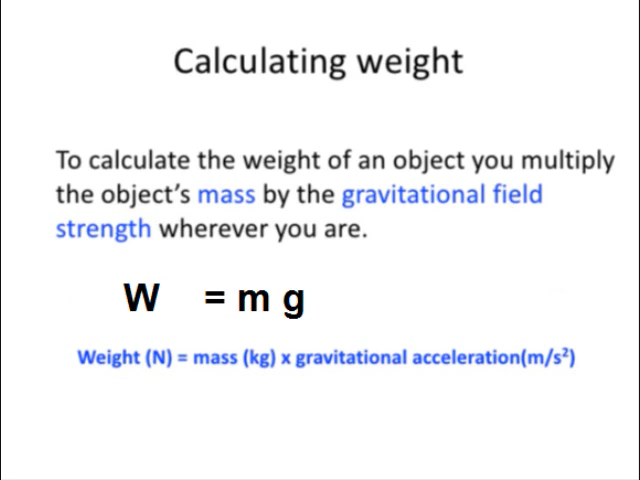 Calculating weight
To calculate the weight of an object you multiply
the object’s mass by the gravitational field
strength wherever you are.
W = m g
Weight (N) = mass (kg) x gravitational acceleration(m/s²)